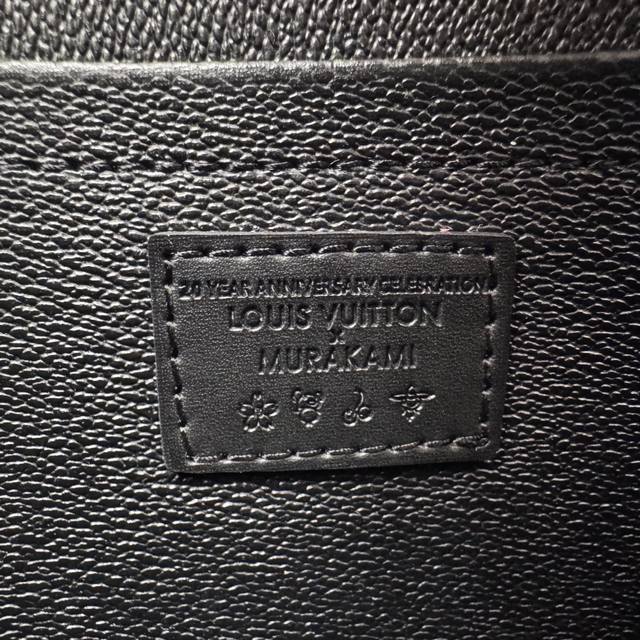 20 YEAR ANNIVERSARY CELEBRATION
LOUIS VUITTON
X
MURAKAMI